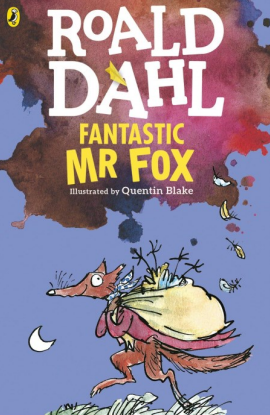 ROALD
DAHL
FANTASTIC
MR FOX
Illustrated by Quentin Blake